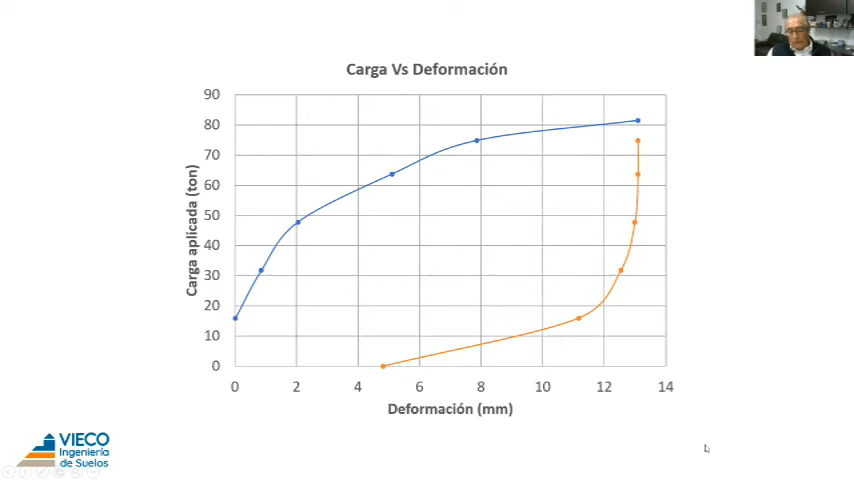 Carga Vs Deformación
90
80
70
60
50
40
30
20
10
0
Carga aplicada (ton)
0 2 4 6 8 10 12 14
Deformación (mm)
VIECO
Ingeniería
de Suelos